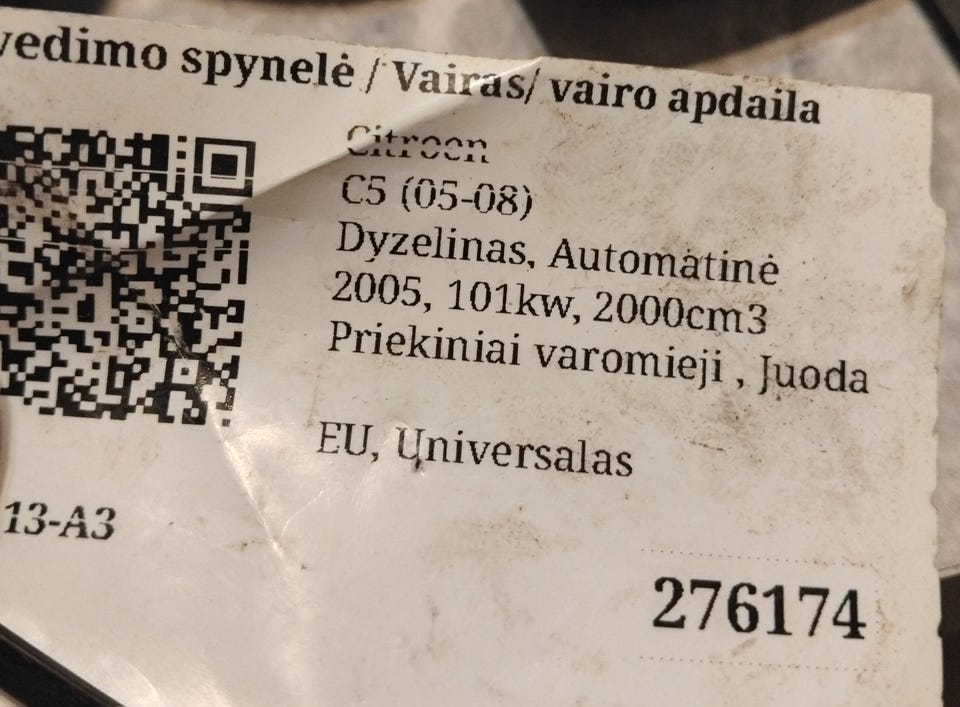 vedimo spynelė / Vairas/ vairo apdaila
Citroen
C5 (05-08)
Dyzelinas, Automatinė
2005, 101kw, 2000cm3
Priekiniai varomieji , Juoda
EU, Universalas
13-A3
276174